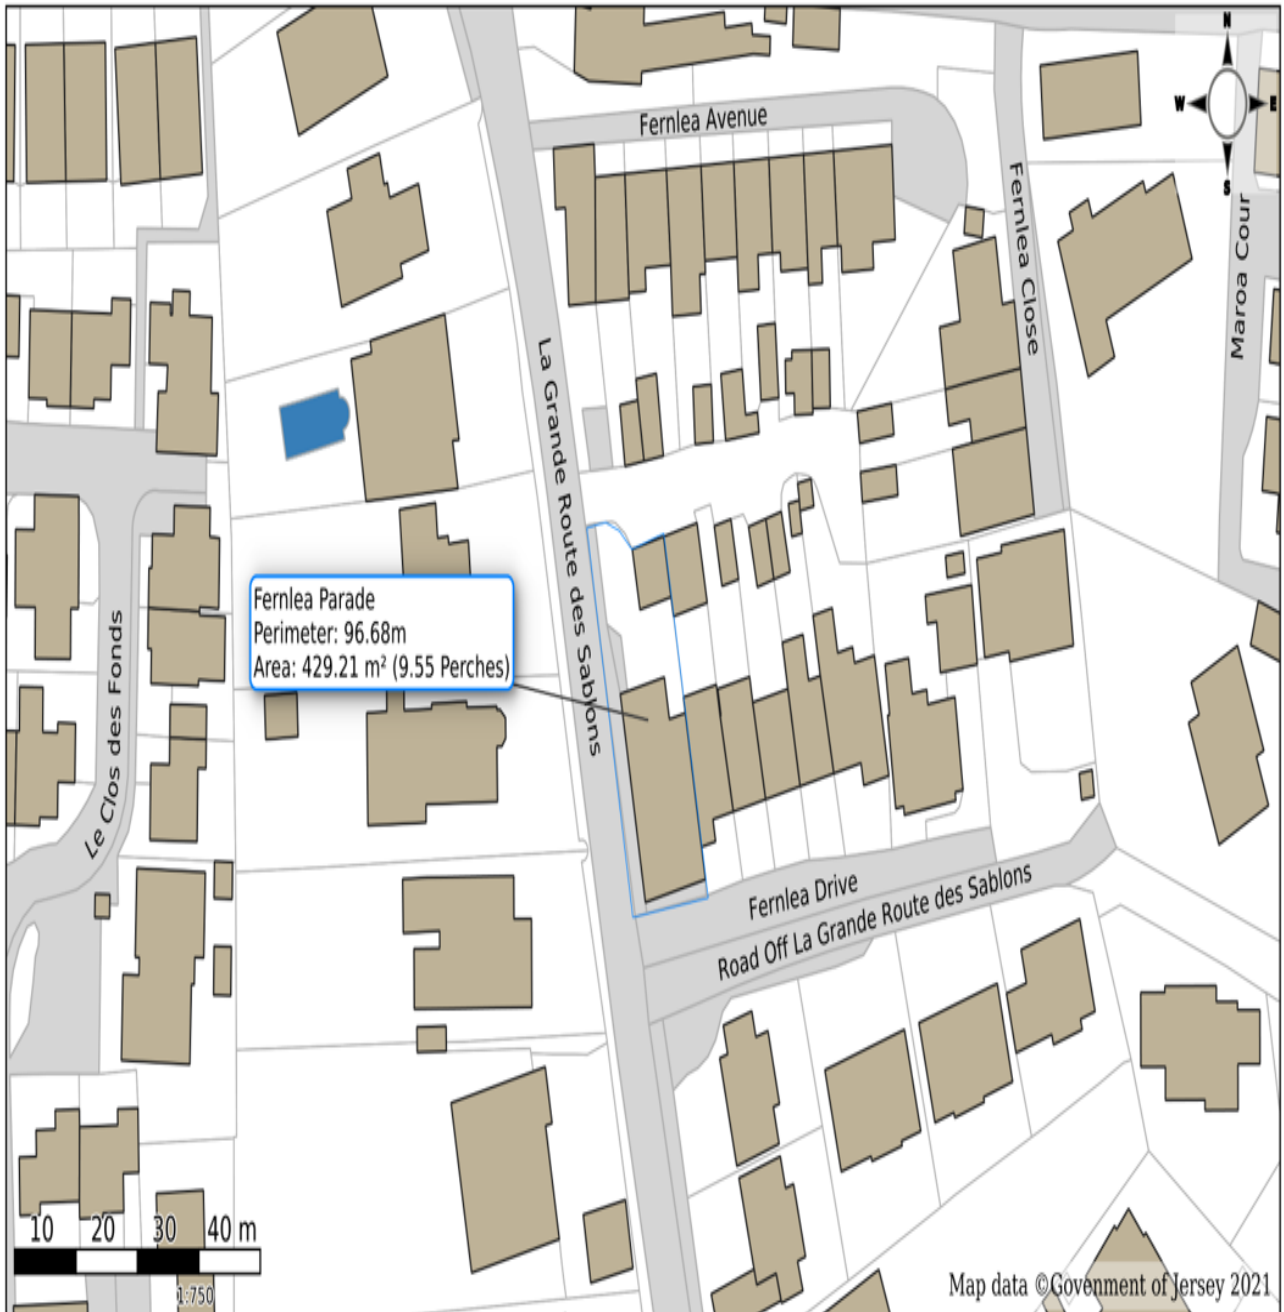 N
W
E
S
Fernlea Avenue
Fernlea Close
Maroa Cour
La Grande Route des Sablons
Fernlea Parade
Perimeter: 96.68m
Area: 429.21 m² (9.55 Perches)
Le Clos des Fonds
Fernlea Drive
Road Off La Grande Route des Sablons
10 20 30 40 m
1:750
Map data ©Govenment of Jersey 2021